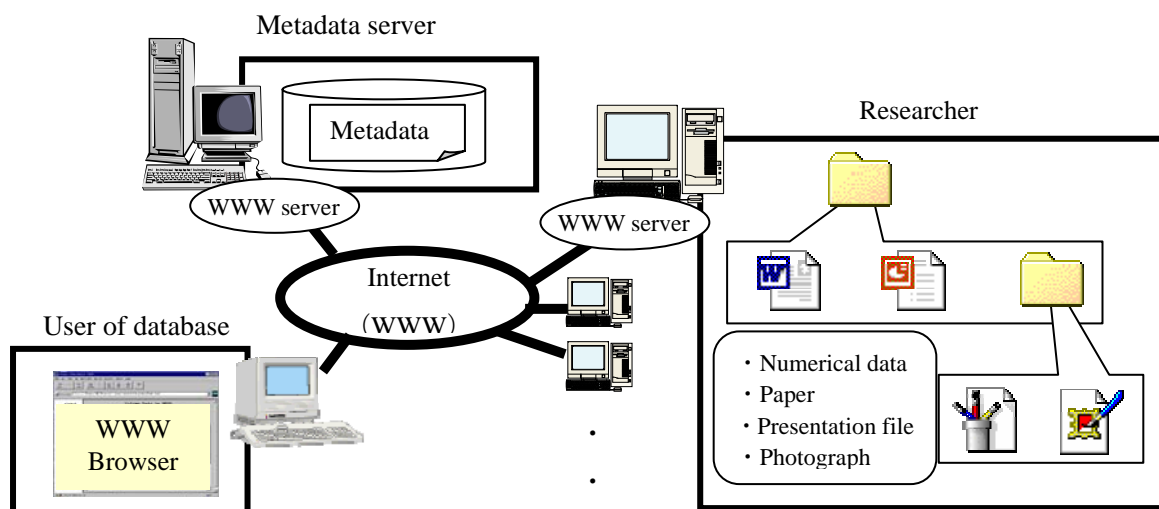 Metadata server
Metadata
Researcher
WWW server
WWW server
Internet
（WWW）
User of database
WWW
Browser
・Numerical data
・Paper
・Presentation file
・Photograph
W